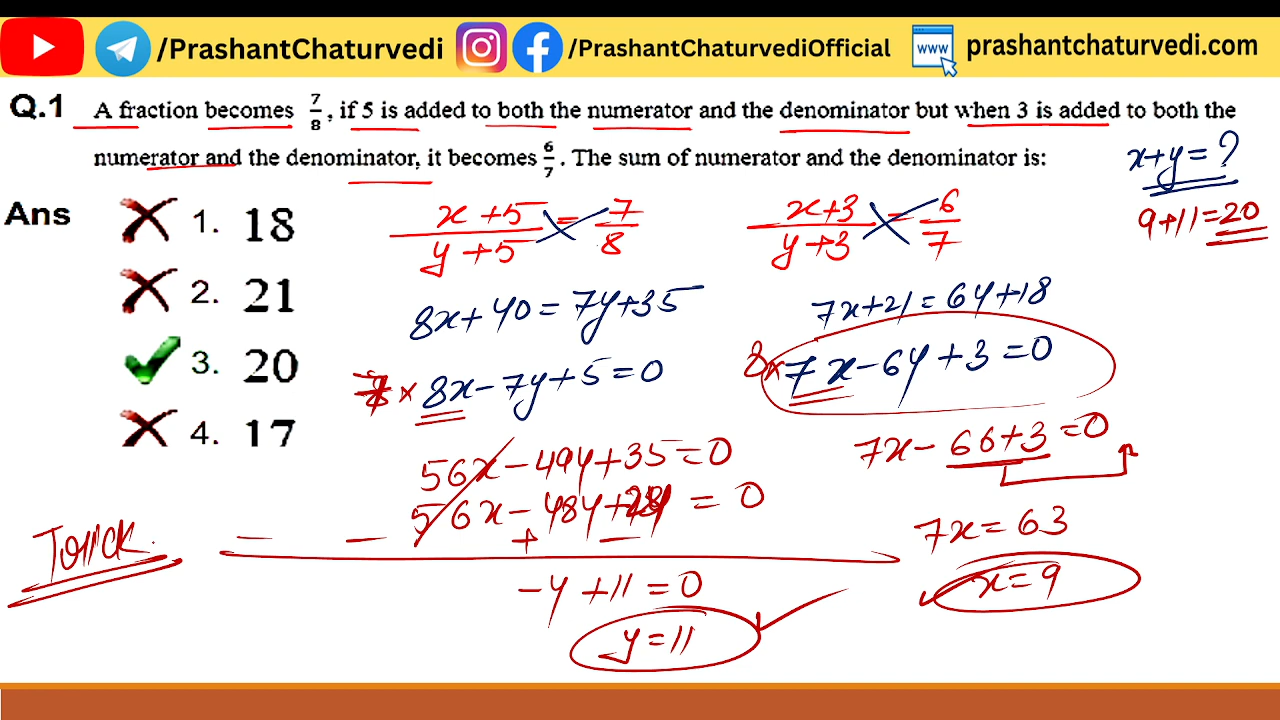 /PrashantChaturvedi /PrashantChaturvediOfficial www prashantchaturvedi.com
Q.1 A fraction becomes 7/8, if 5 is added to both the numerator and the denominator but when 3 is added to both the
numerator and the denominator, it becomes 6/7. The sum of numerator and the denominator is:
x+y=?
9+11=20
Ans
1. 18
2. 21
3. 20
4. 17
x+5/y+5 = 7/8
8x+40=7y+35
8x-7y+5=0
56x-49y+35=0
56x-48y+ = 0
- - + -
-y+11=0
y=11
x+3/y+3 = 6/7
7x+21=6y+18
8×7x-6y+3=0
7x-66+3=0
7x=63
x=9